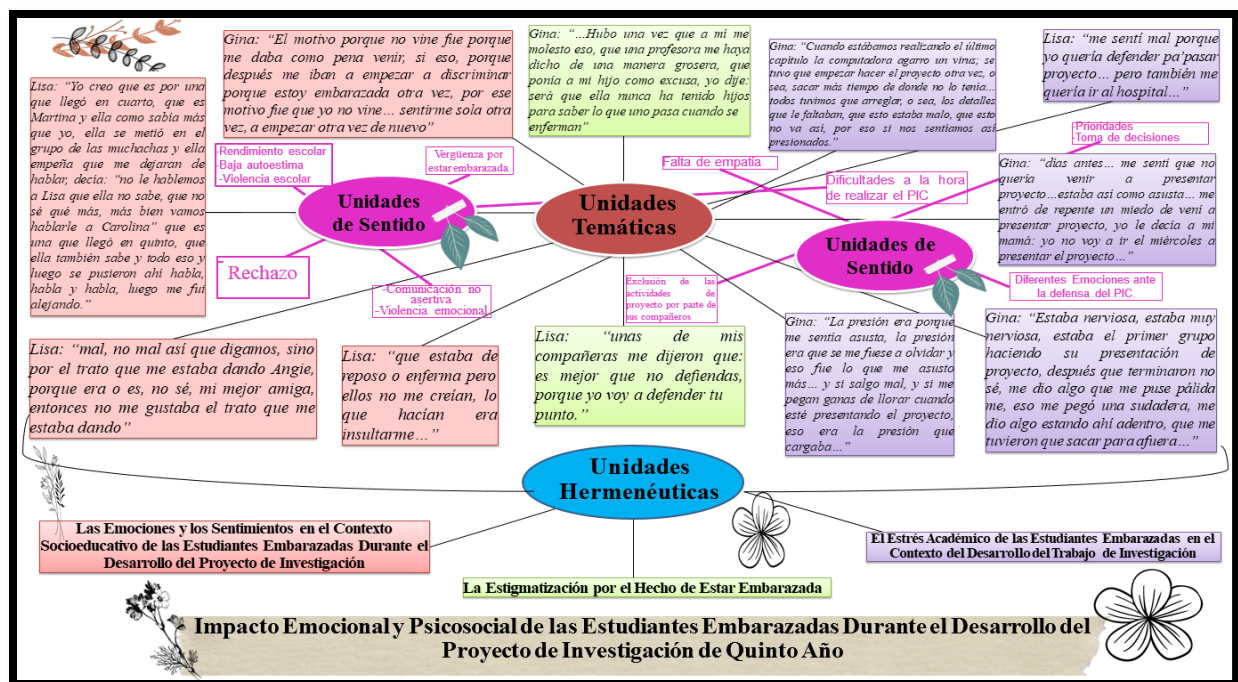 Lisa: “Yo creo que es por una
que llegó en cuarto, que es
Martina y ella como sabía más
que yo, ella se metió en el
grupo de las muchachas y ella
empeña que me dejaran de
hablar, decía: “no le hablemos
a Lisa que ella no sabe, que no
sé qué más, más bien vamos
hablarle a Carolina” que es
una que llegó en quinto, que
ella también sabe y todo eso y
luego se pusieron ahí habla,
habla y habla, luego me fui
alejando.”
Gina: “El motivo porque no vine fue porque
me daba como pena venir, si eso, porque
después me iban a empezar a discriminar
porque estoy embarazada otra vez, por ese
motivo fue que yo no vine… sentirme sola otra
vez, a empezar otra vez de nuevo”
Gina: “…Hubo una vez que a mí me
molesto eso, que una profesora me haya
dicho de una manera grosera, que
ponía a mi hijo como excusa, yo dije:
será que ella nunca ha tenido hijos
para saber lo que uno pasa cuando se
enferman”
Gina: “Cuando estábamos realizando el último
capítulo la computadora agarro un virus; se
tuvo que empezar hacer el proyecto otra vez, o
sea, sacar más tiempo de donde no lo tenía…
todos tuvimos que arreglar, o sea, los detalles
que le faltaban, que esto estaba malo, que esto
no va así, por eso si nos sentíamos así
presionados.”
Lisa: “me sentí mal porque
yo quería defender pa’pasar
proyecto… pero también me
quería ir al hospital…”
-Rendimiento escolar
-Baja autoestima
-Violencia escolar
Vergüenza por
estar embarazada
Falta de empatía
-Prioridades
-Toma de decisiones
Unidades
de Sentido
Unidades
Temáticas
Dificultades a la hora
de realizar el PIC
Gina: “días antes… me sentí que no
quería venir a presentar
proyecto…estaba así como asusta… me
entró de repente un miedo de vení a
presentar proyecto, yo le decía a mi
mamá: yo no voy a ir el miércoles a
presentar el proyecto…”
Unidades de
Sentido
Rechazo
-Comunicación no
asertiva
-Violencia emocional
Exclusión de las
actividades de
proyecto por parte de
sus compañeros
Diferentes Emociones ante
la defensa del PIC
Lisa: “mal, no mal así que digamos, sino
por el trato que me estaba dando Angie,
porque era o es, no sé, mi mejor amiga,
entonces no me gustaba el trato que me
estaba dando”
Lisa: “que estaba de
reposo o enferma pero
ellos no me creían, lo
que hacían era
insultarme…”
Lisa: “unas de mis
compañeras me dijeron que:
es mejor que no defiendas,
porque yo voy a defender tu
punto.”
Gina: “La presión era porque
me sentía asusta, la presión
era que se me fuese a olvidar y
eso fue lo que me asusto
más… y si salgo mal, y si me
pegan ganas de llorar cuando
esté presentando el proyecto,
eso era la presión que
cargaba…”
Gina: “Estaba nerviosa, estaba muy
nerviosa, estaba el primer grupo
haciendo su presentación de
proyecto, después que terminaron no
sé, me dio algo que me puse pálida
me, eso me pegó una sudadera, me
dio algo estando ahí adentro, que me
tuvieron que sacar para afuera…”
Unidades
Hermenéuticas
Las Emociones y los Sentimientos en el Contexto
Socioeducativo de las Estudiantes Embarazadas Durante el
Desarrollo del Proyecto de Investigación
El Estrés Académico de las Estudiantes Embarazadas en el
Contexto del Desarrollo del Trabajo de Investigación
La Estigmatización por el Hecho de Estar Embarazada
Impacto Emocional y Psicosocial de las Estudiantes Embarazadas Durante el Desarrollo del
Proyecto de Investigación de Quinto Año